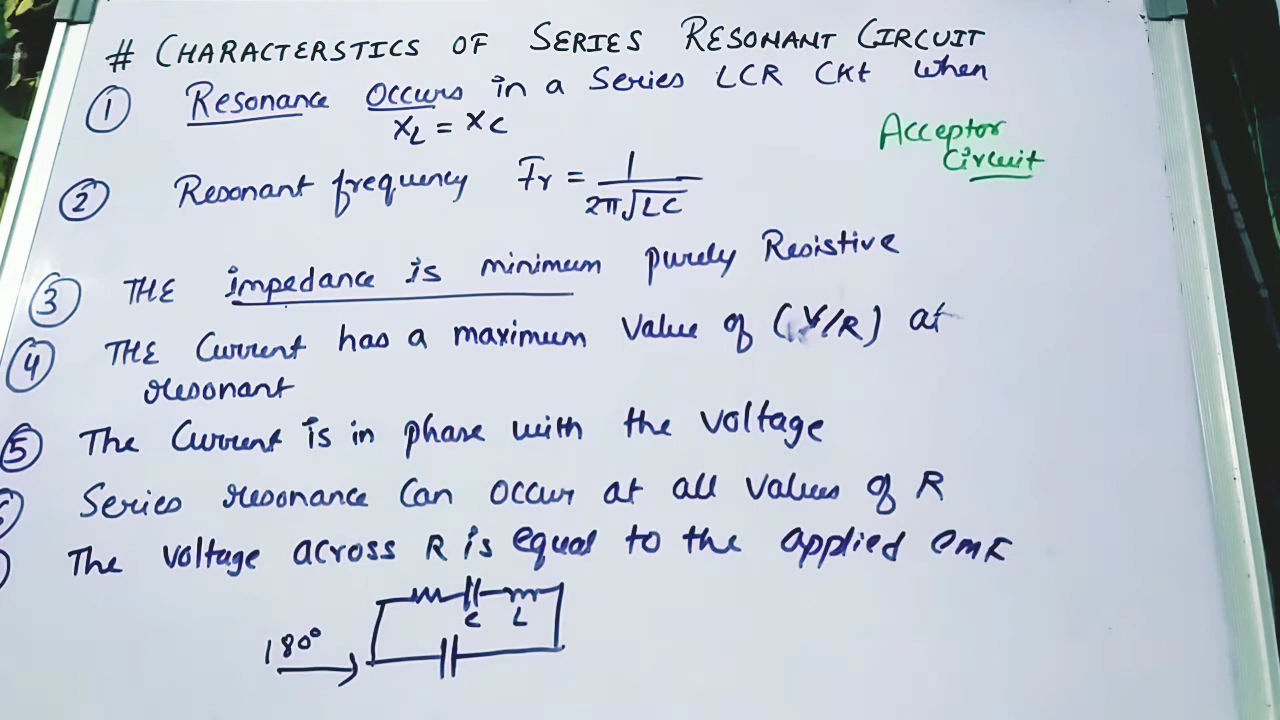 # CHARACTERSTICS OF SERIES RESONANT CIRCUIT
① Resonance Occurs in a Series LCR CKt when
XL = XC
Acceptor
Circuit
② Resonant frequency Fr = 1/2π√LC
③ THE impedance is minimum purely Resistive
④ THE Current has a maximum Value of (V/R) at
resonant
⑤ The Current is in phase with the voltage
Series resonance Can occur at all values of R
The voltage across R is equal to the applied emf
C L
180°